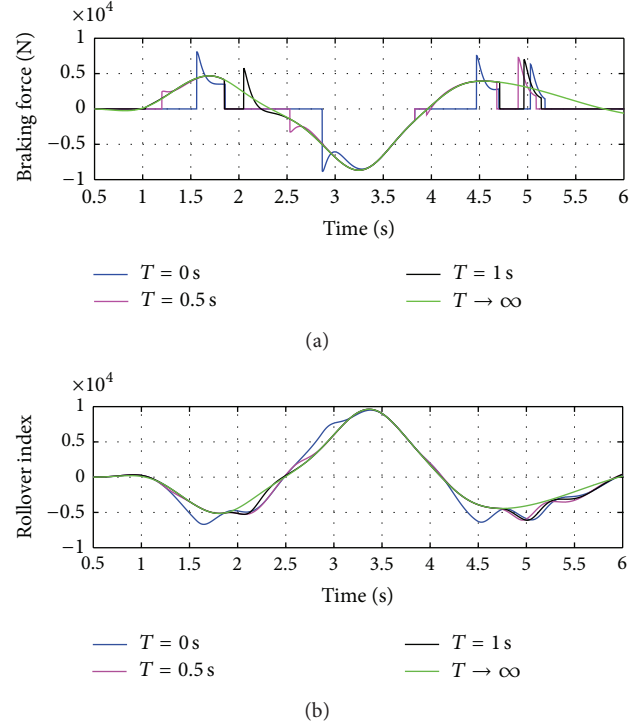 ×10⁴
1
0.5
0
−0.5
−1
Braking force (N)
0.5 1 1.5 2 2.5 3 3.5 4 4.5 5 5.5 6
Time (s)
T = 0 s
T = 1 s
T = 0.5 s
T → ∞
(a)
×10⁴
1
0.5
0
−0.5
−1
Rollover index
0.5 1 1.5 2 2.5 3 3.5 4 4.5 5 5.5 6
Time (s)
T = 0 s
T = 1 s
T = 0.5 s
T → ∞
(b)